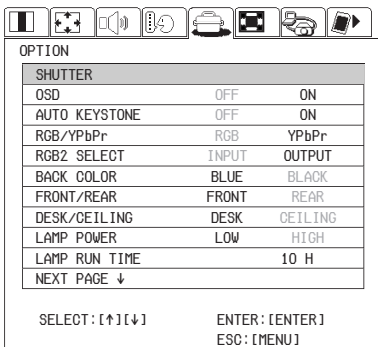 OPTION
SHUTTER
OSD OFF ON
AUTO KEYSTONE OFF ON
RGB/YPbPr RGB YPbPr
RGB2 SELECT INPUT OUTPUT
BACK COLOR BLUE BLACK
FRONT/REAR FRONT REAR
DESK/CEILING DESK CEILING
LAMP POWER LOW HIGH
LAMP RUN TIME 10 H
NEXT PAGE ↓
SELECT:[↑][↓] ENTER:[ENTER]
ESC:[MENU]